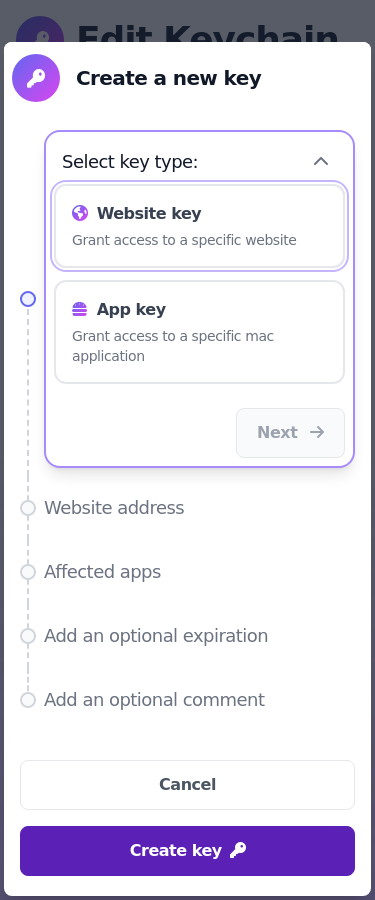 Edit Keychain
Create a new key
Select key type:
Website key
Grant access to a specific website
App key
Grant access to a specific mac
application
Next
Website address
Affected apps
Add an optional expiration
Add an optional comment
Cancel
Create key